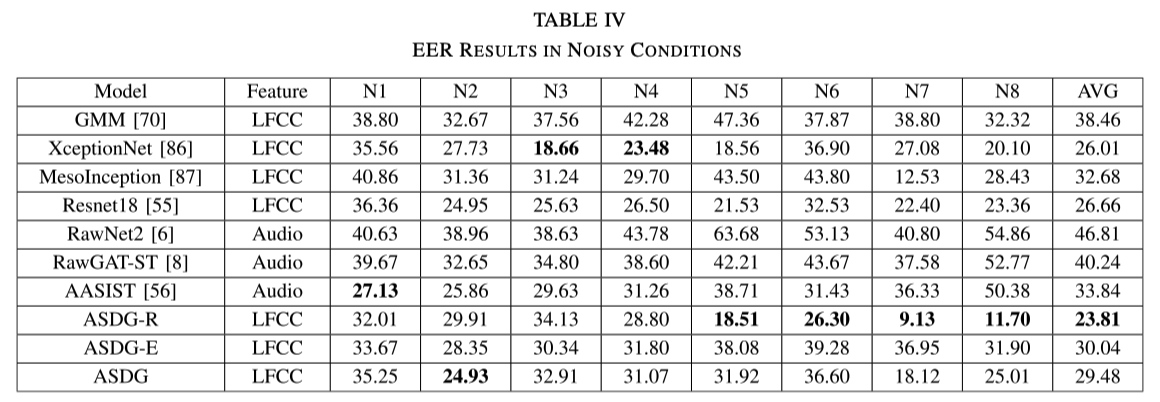 TABLE IV
EER RESULTS IN NOISY CONDITIONS
Model Feature N1 N2 N3 N4 N5 N6 N7 N8 AVG
GMM [70] LFCC 38.80 32.67 37.56 42.28 47.36 37.87 38.80 32.32 38.46
XceptionNet [86] LFCC 35.56 27.73 18.66 23.48 18.56 36.90 27.08 20.10 26.01
MesoInception [87] LFCC 40.86 31.36 31.24 29.70 43.50 43.80 12.53 28.43 32.68
Resnet18 [55] LFCC 36.36 24.95 25.63 26.50 21.53 32.53 22.40 23.36 26.66
RawNet2 [6] Audio 40.63 38.96 38.63 43.78 63.68 53.13 40.80 54.86 46.81
RawGAT-ST [8] Audio 39.67 32.65 34.80 38.60 42.21 43.67 37.58 52.77 40.24
AASIST [56] Audio 27.13 25.86 29.63 31.26 38.71 31.43 36.33 50.38 33.84
ASDG-R LFCC 32.01 29.91 34.13 28.80 18.51 26.30 9.13 11.70 23.81
ASDG-E LFCC 33.67 28.35 30.34 31.80 38.08 39.28 36.95 31.90 30.04
ASDG LFCC 35.25 24.93 32.91 31.07 31.92 36.60 18.12 25.01 29.48